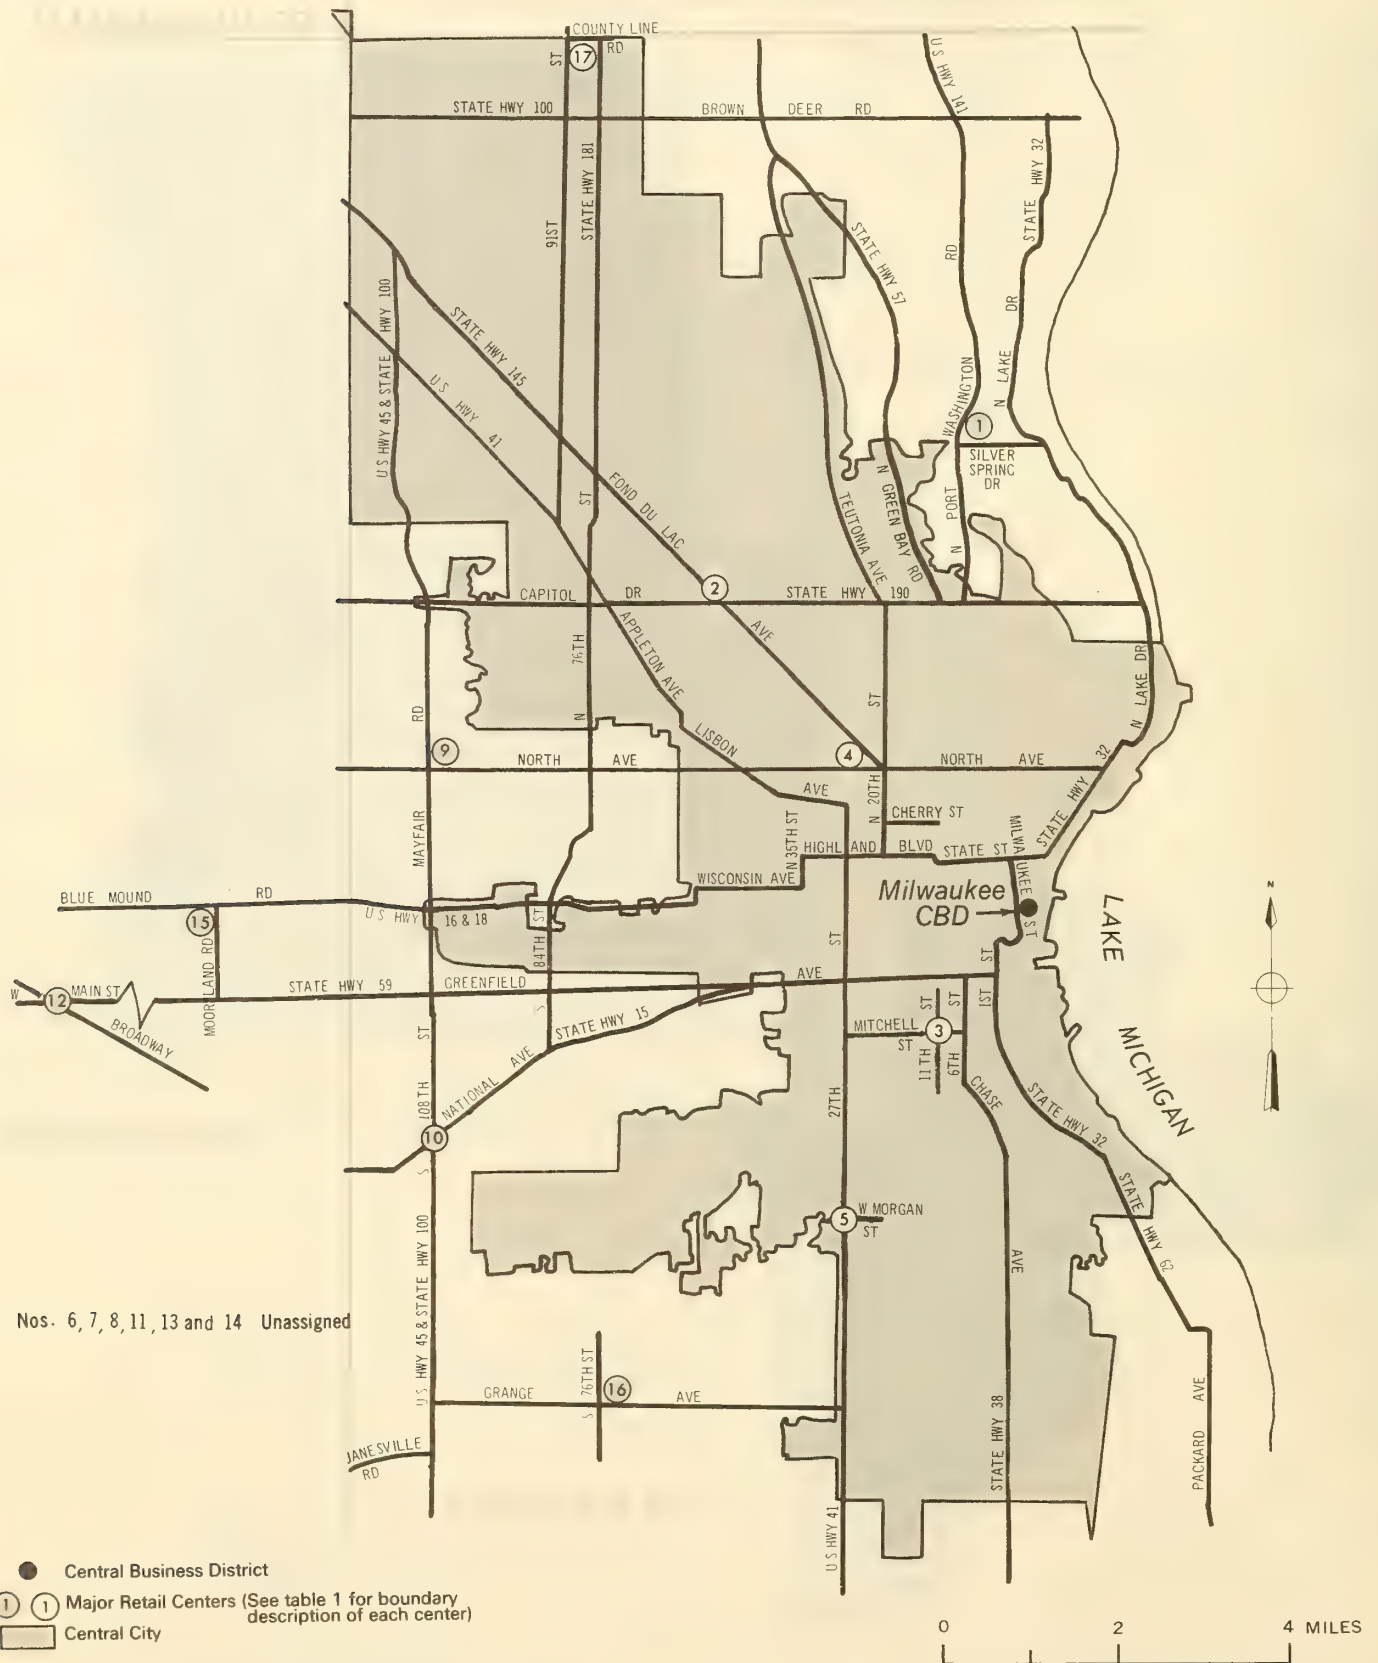 COUNTY LINE
RD
ST
17
STATE HWY 100
BROWN DEER RD
U S HWY 141
STATE HWY 32
STATE HWY 181
91ST
STATE HWY 57
RD
U S HWY 45 & STATE HWY 100
STATE HWY 145
U S HWY 41
N LAKE DR
WASHINGTON
1
SILVER
SPRING
DR
PORT
N
ST
FOND DU LAC
TEUTONIA AVE
N GREEN BAY RD
CAPITOL DR
2
STATE HWY 190
AVE
APPLETON AVE
76TH
N
ST
N LAKE DR
RD
9
LISBON
4
NORTH AVE
NORTH AVE
STATE HWY 32
AVE
N 20TH
CHERRY ST
MAYFAIR
N 35TH ST
HIGHLAND BLVD
STATE ST
MILWAUKEE ST
WISCONSIN AVE
Milwaukee
CBD
BLUE MOUND RD
U S HWY 16 & 18
15
MOORLAND RD
84TH ST
S
ST
LAKE
MICHIGAN
N
W
12
MAIN ST
BROADWAY
STATE HWY 59
GREENFIELD
AVE
STATE HWY 15
NATIONAL AVE
MITCHELL
ST
3
11TH ST
6TH ST
1ST ST
CHASE
STATE HWY 32
108TH ST
S
10
27TH
5
W MORGAN
ST
STATE HWY 62
AVE
U S HWY 45 & STATE HWY 100
Nos. 6, 7, 8, 11, 13 and 14 Unassigned
S 76TH ST
16
GRANGE AVE
JANESVILLE
RD
STATE HWY 38
PACKARD AVE
U S HWY 41
Central Business District
1 1 Major Retail Centers (See table 1 for boundary
description of each center)
Central City
0 2 4 MILES